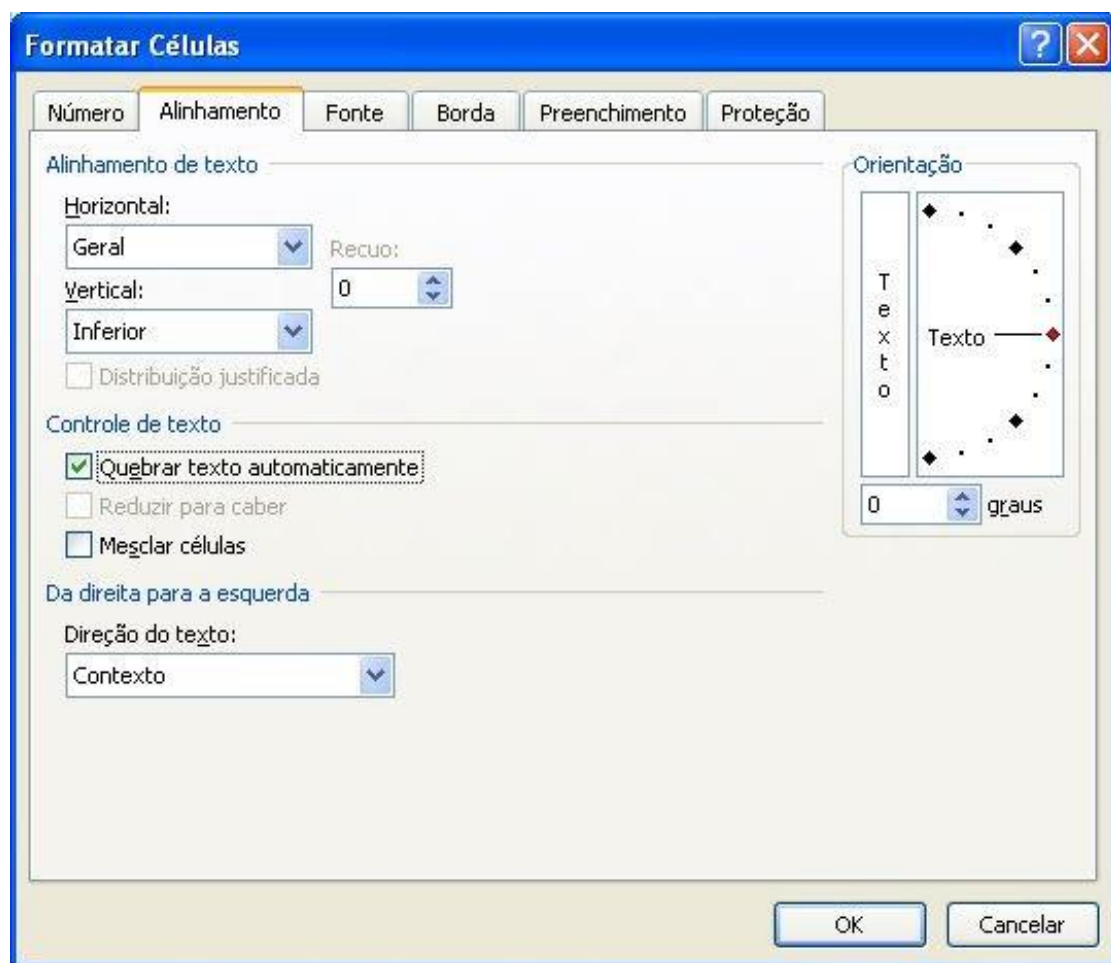 Formatar Células
Número Alinhamento Fonte Borda Preenchimento Proteção
Alinhamento de texto
Horizontal:
Geral
Recuo:
Vertical:
0
Inferior
Distribuição justificada
Controle de texto
Quebrar texto automaticamente
Reduzir para caber
Mesclar células
Da direita para a esquerda
Direção do texto:
Contexto
Orientação
Texto
Texto
0 graus
OK Cancelar